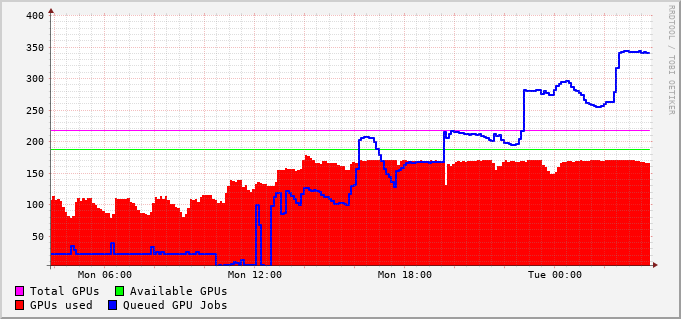 400
350
300
250
200
150
100
50
Mon 06:00 Mon 12:00 Mon 18:00 Tue 00:00
Total GPUs Available GPUs
GPUs used Queued GPU Jobs
RRDTOOL / TOBI OETIKER